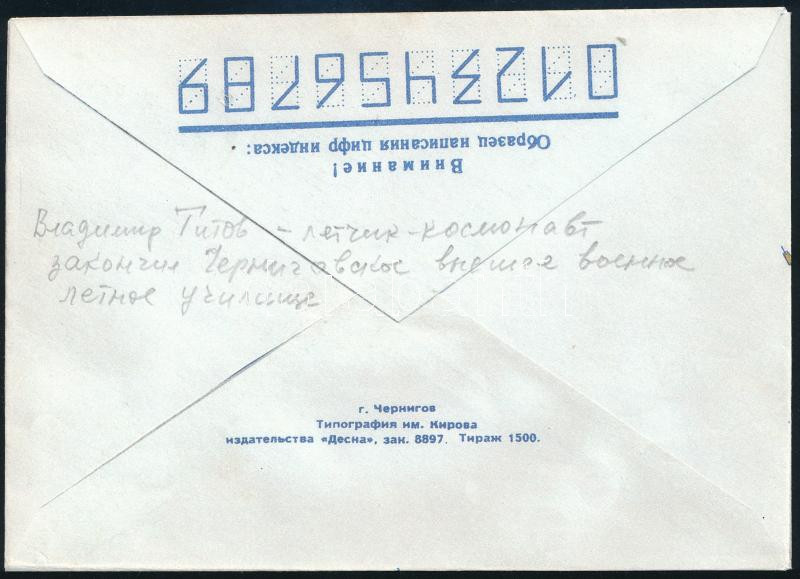 Внимание!
Образец написания цифр индекса:
0123456789
Владимир Титов - летчик-космонавт
закончил Черниговское высшее военное
летное училище
г. Чернигов
Типография им. Кирова
издательства «Десна», зак. 8897. Тираж 1500.